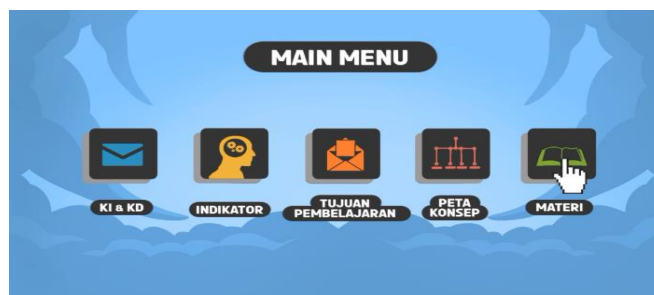 MAIN MENU
KI & KD
INDIKATOR
TUJUAN
PEMBELAJARAN
PETA
KONSEP
MATERI